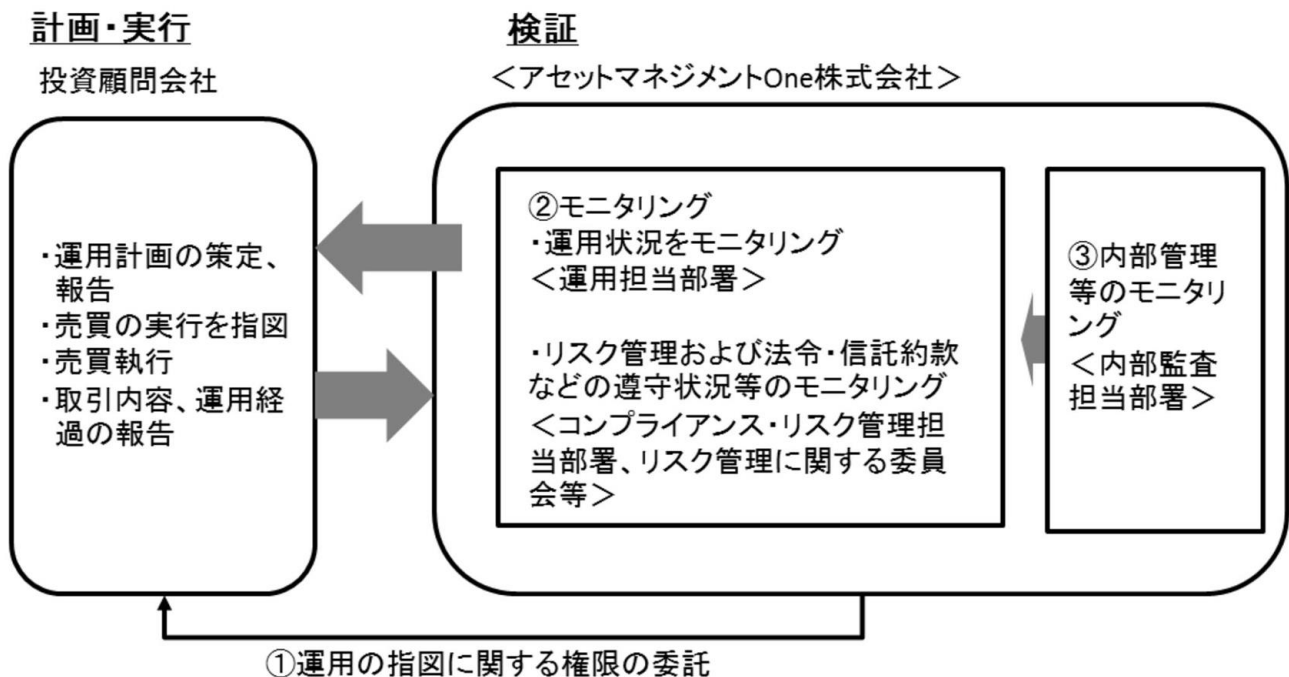 計画・実行
投資顧問会社
・運用計画の策定、
報告
・売買の実行を指図
・売買執行
・取引内容、運用経
過の報告
検証
＜アセットマネジメントOne株式会社＞
②モニタリング
・運用状況をモニタリング
＜運用担当部署＞
・リスク管理および法令・信託約款
などの遵守状況等のモニタリング
＜コンプライアンス・リスク管理担
当部署、リスク管理に関する委員
会等＞
③内部管理
等のモニタリ
ング
＜内部監査
担当部署＞
①運用の指図に関する権限の委託